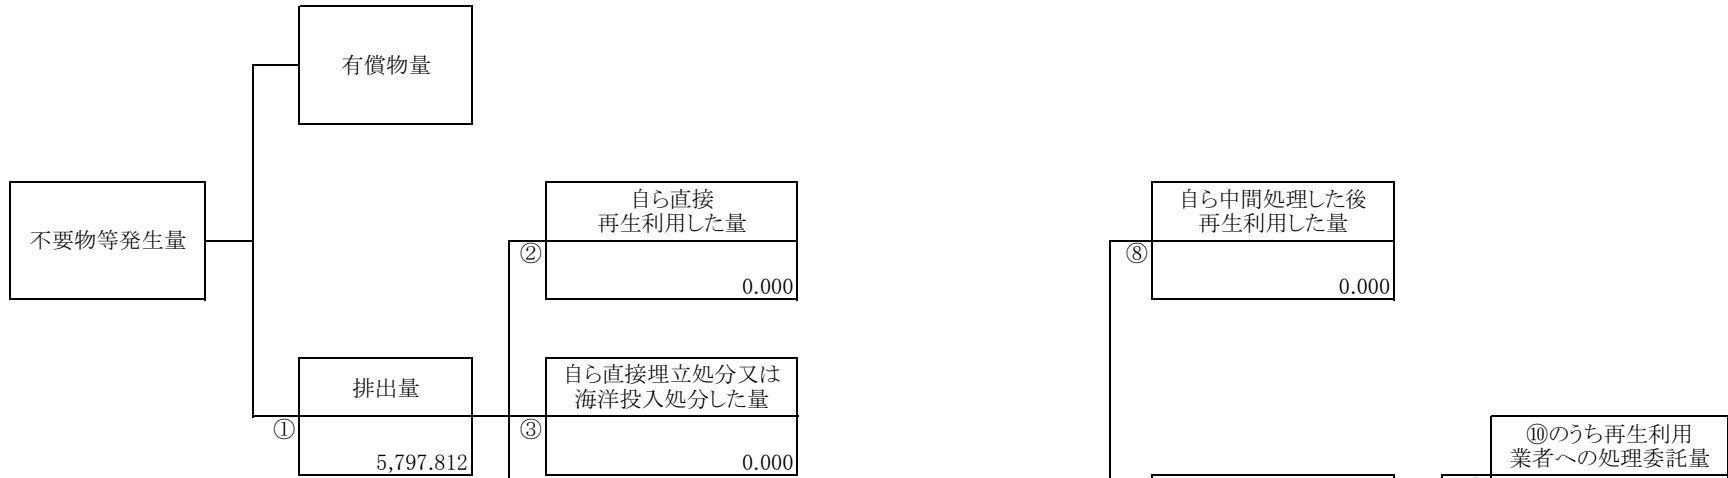 有償物量
不要物等発生量
自ら直接
再生利用した量
②
0.000
自ら中間処理した後
再生利用した量
⑧
0.000
排出量
①
5,797.812
自ら直接埋立処分又は
海洋投入処分した量
③
0.000
⑩のうち再生利用
業者への処理委託量